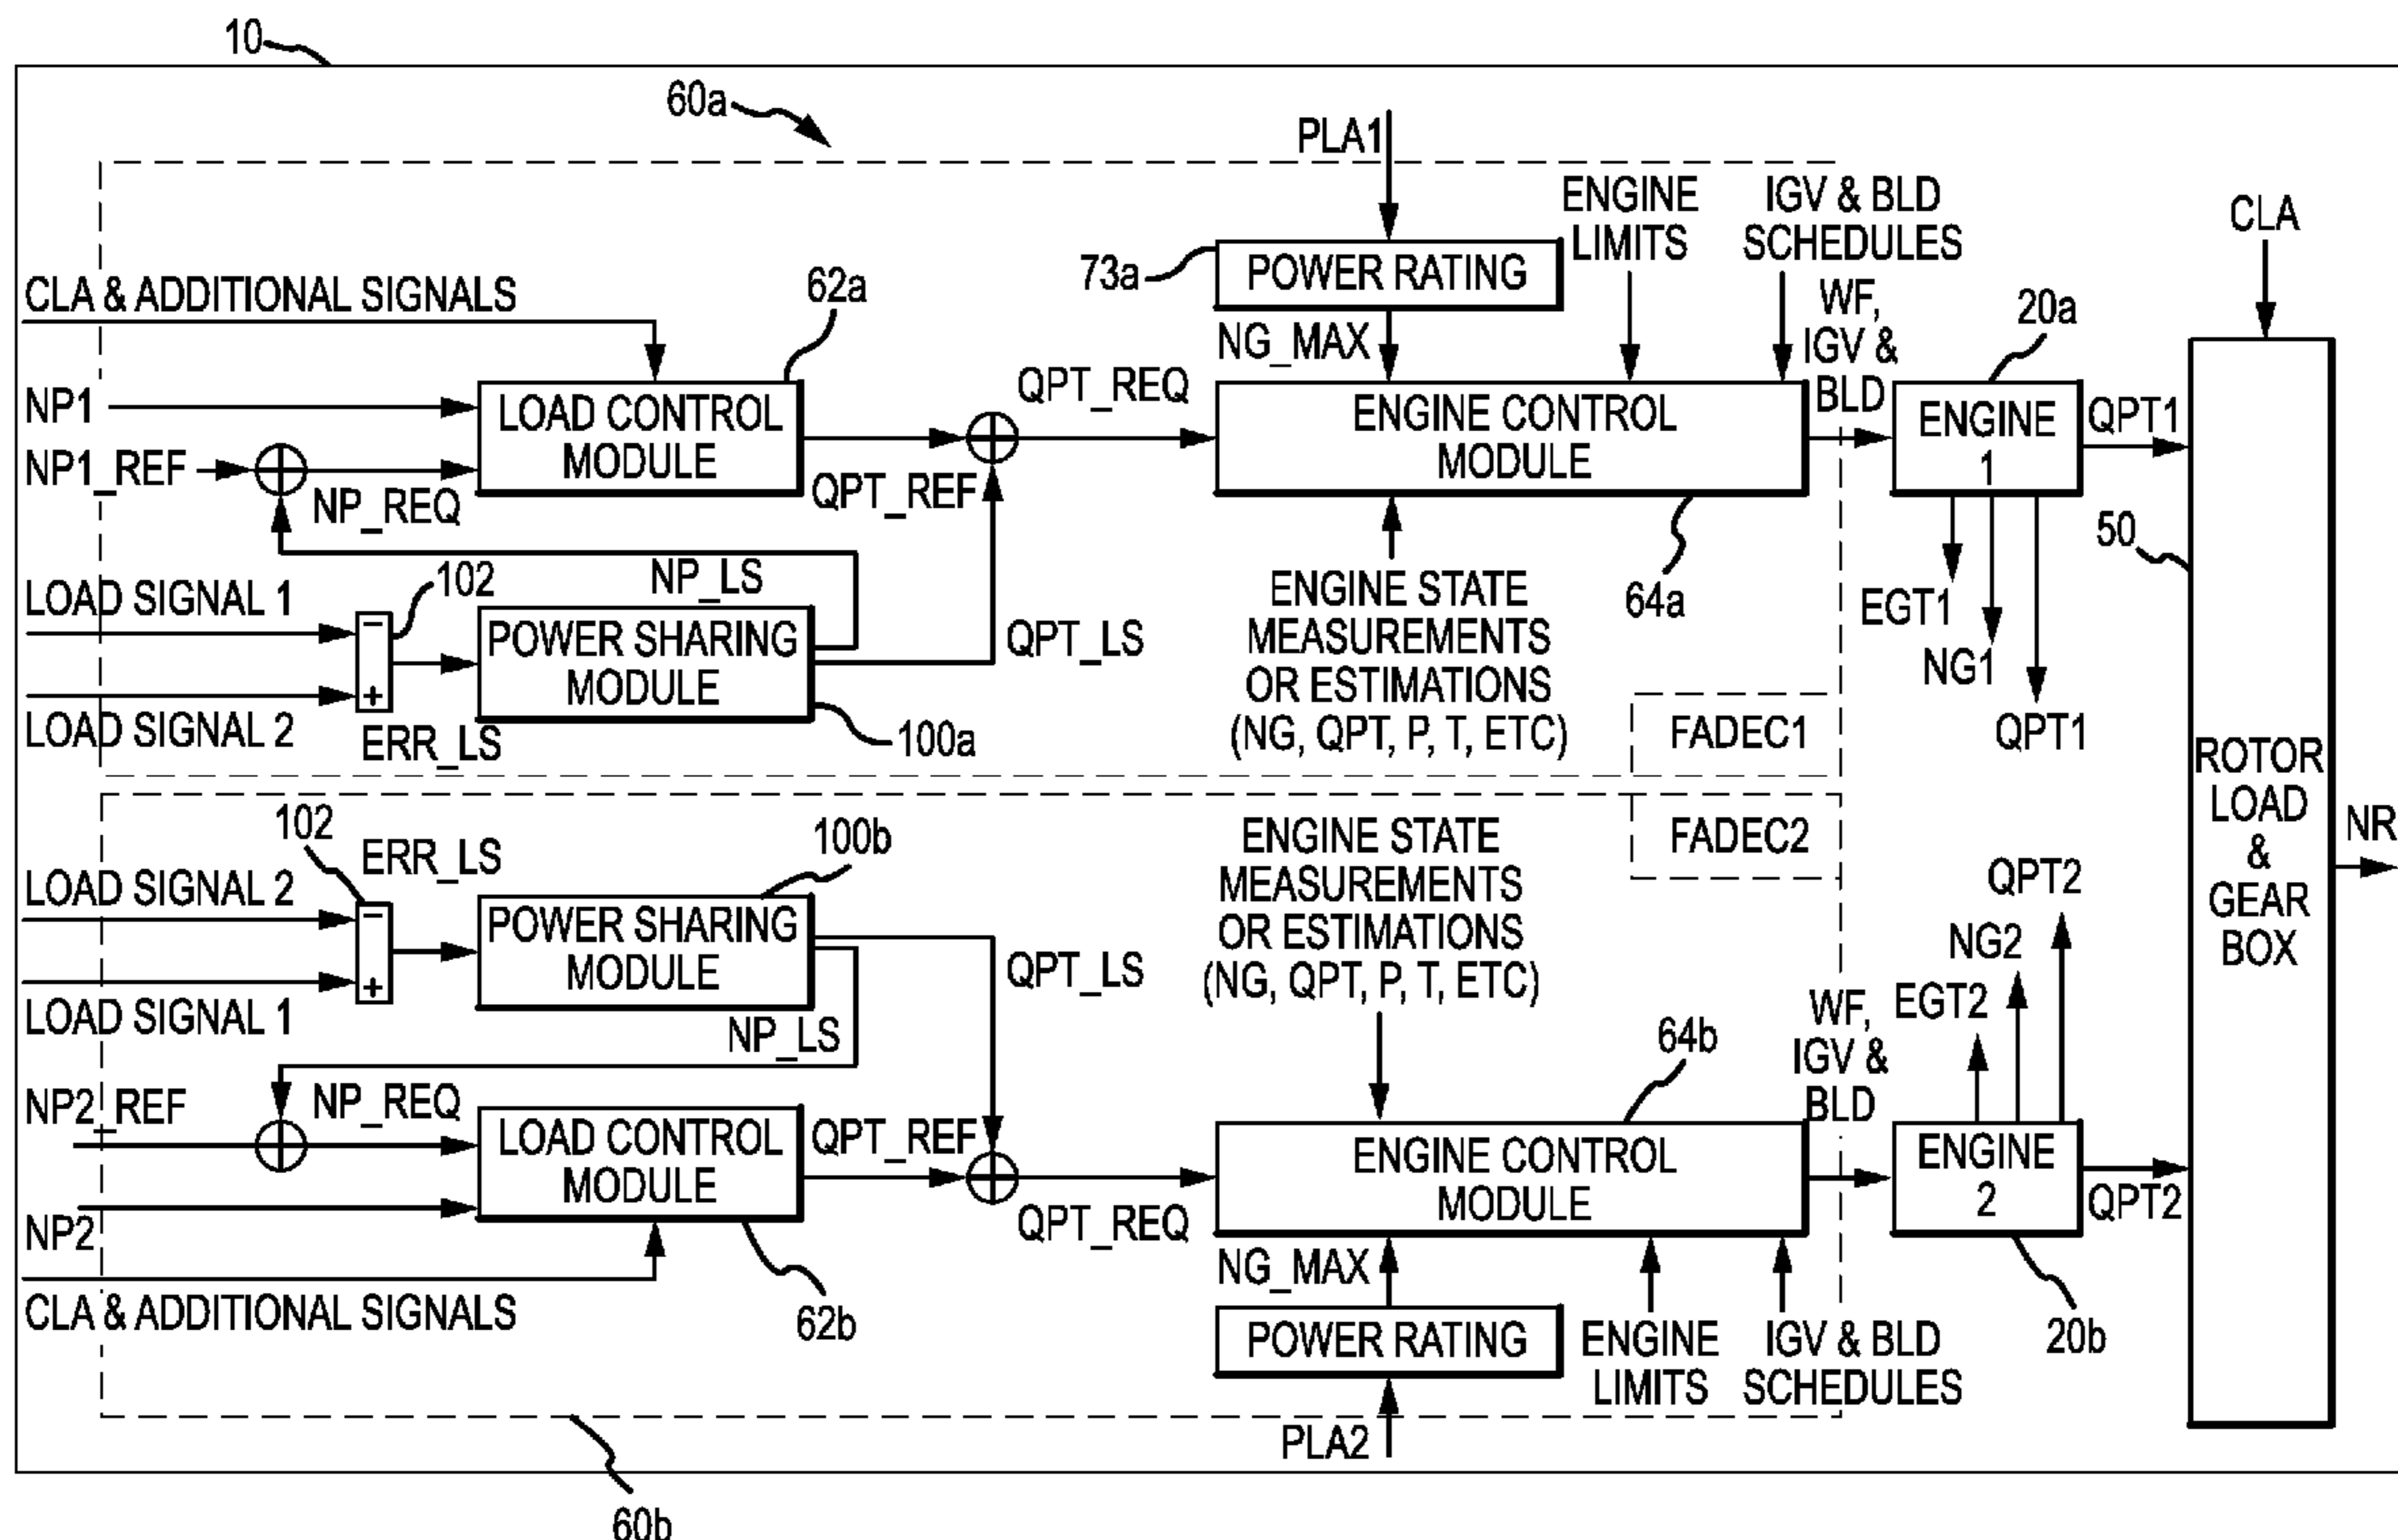 10
60a
PLA1
ENGINE
LIMITS
IGV & BLD
SCHEDULES
CLA
73a
POWER RATING
CLA & ADDITIONAL SIGNALS
62a
NG_MAX
WF,
IGV &
BLD
20a
NP1
LOAD CONTROL
MODULE
QPT_REQ
ENGINE CONTROL
MODULE
ENGINE
1
QPT1
NP1_REF
NP_REQ
QPT_REF
50
LOAD SIGNAL 1
102
NP_LS
ENGINE STATE
MEASUREMENTS
OR ESTIMATIONS
(NG, QPT, P, T, ETC)
64a
EGT1
NG1
QPT1
−
+
POWER SHARING
MODULE
QPT_LS
LOAD SIGNAL 2
ERR_LS
100a
FADEC1
ROTOR
LOAD
&
GEAR
BOX
NR
102
ERR_LS
100b
ENGINE STATE
MEASUREMENTS
OR ESTIMATIONS
(NG, QPT, P, T, ETC)
FADEC2
LOAD SIGNAL 2
−
+
POWER SHARING
MODULE
QPT_LS
QPT2
NG2
EGT2
LOAD SIGNAL 1
NP_LS
64b
WF,
IGV &
BLD
NP2_REF
NP_REQ
LOAD CONTROL
MODULE
QPT_REF
ENGINE CONTROL
MODULE
ENGINE
2
QPT2
NP2
QPT_REQ
NG_MAX
CLA & ADDITIONAL SIGNALS
62b
POWER RATING
ENGINE
LIMITS
IGV & BLD
SCHEDULES
20b
PLA2
60b